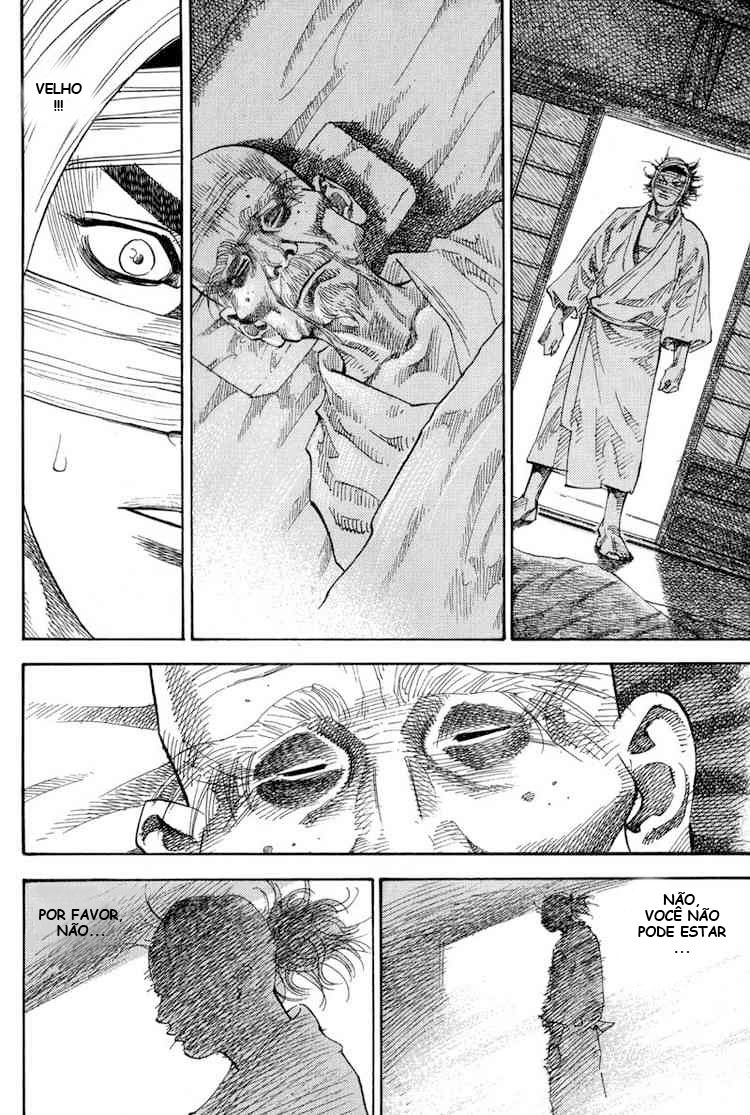 VELHO
!!!
NÃO,
VOCÊ NÃO
PODE ESTAR
...
POR FAVOR,
NÃO...